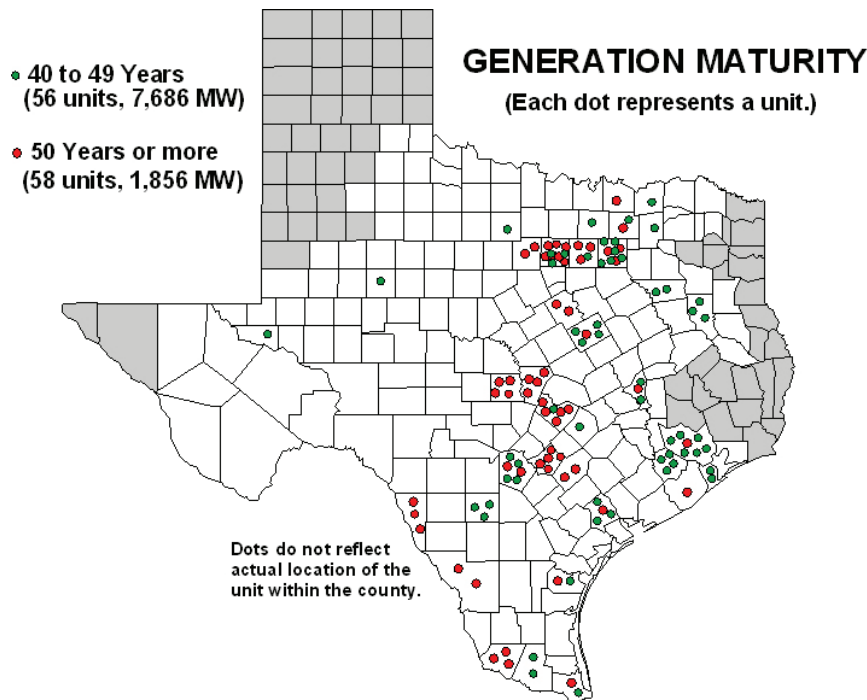 GENERATION MATURITY
(Each dot represents a unit.)
40 to 49 Years
(56 units, 7,686 MW)
50 Years or more
(58 units, 1,856 MW)
Dots do not reflect
actual location of the
unit within the county.